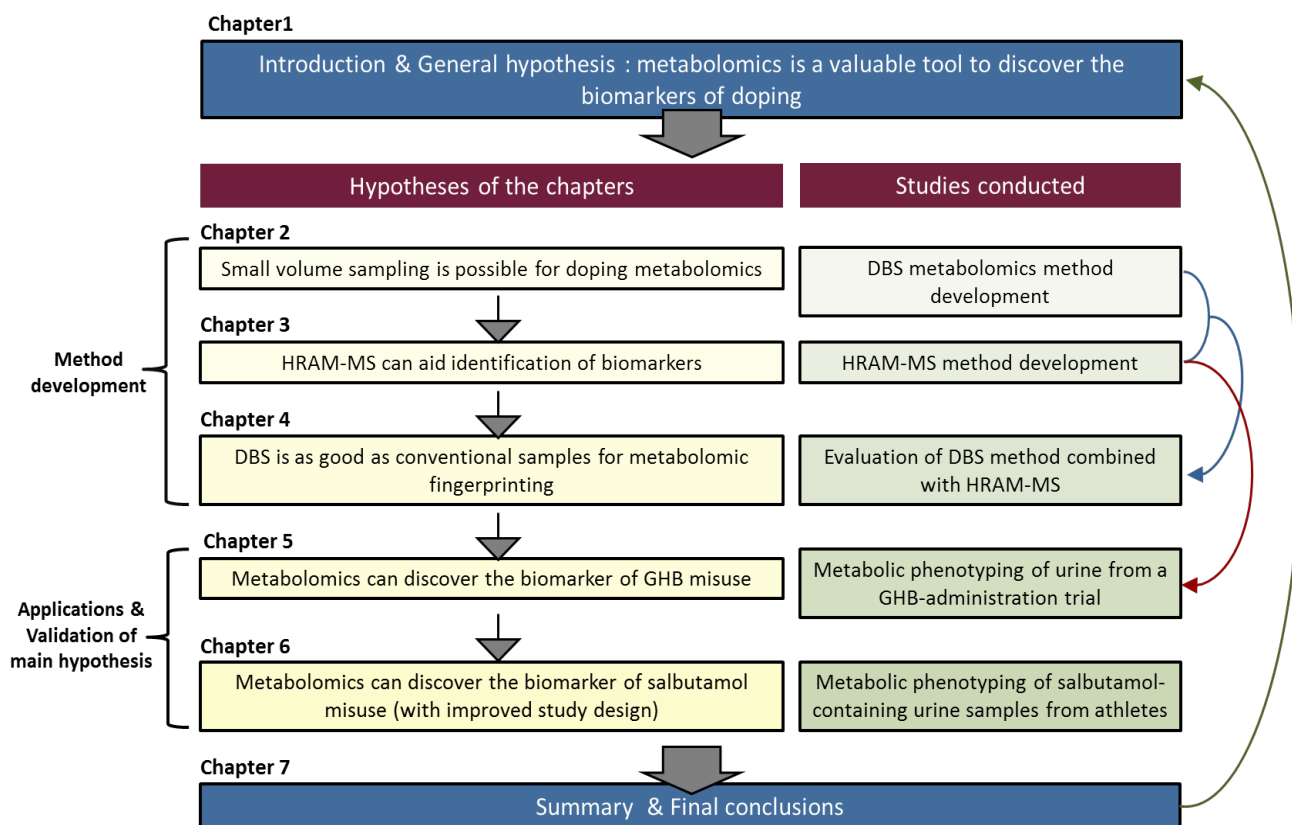 Chapter1
Introduction & General hypothesis : metabolomics is a valuable tool to discover the
biomarkers of doping
Hypotheses of the chapters
Studies conducted
Method
development
Chapter 2
Small volume sampling is possible for doping metabolomics
DBS metabolomics method
development
Chapter 3
HRAM-MS can aid identification of biomarkers
HRAM-MS method development
Chapter 4
DBS is as good as conventional samples for metabolomic
fingerprinting
Evaluation of DBS method combined
with HRAM-MS
Applications &
Validation of
main hypothesis
Chapter 5
Metabolomics can discover the biomarker of GHB misuse
Metabolic phenotyping of urine from a
GHB-administration trial
Chapter 6
Metabolomics can discover the biomarker of salbutamol
misuse (with improved study design)
Metabolic phenotyping of salbutamol-
containing urine samples from athletes
Chapter 7
Summary & Final conclusions